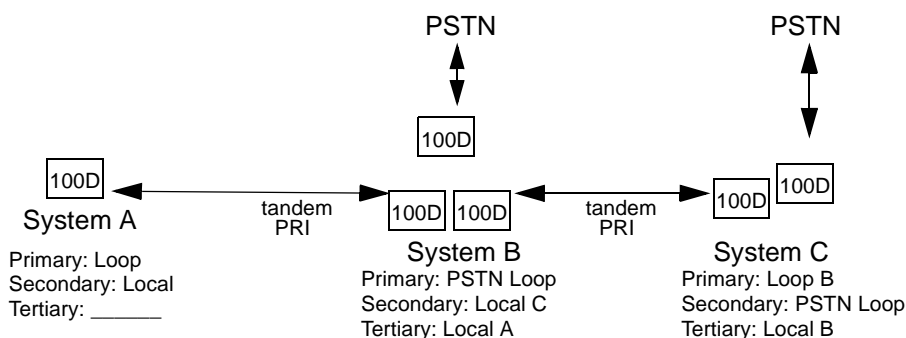 PSTN
PSTN
100D
100D
100D
100D
100D
100D
tandem
PRI
tandem
PRI
System A
Primary: Loop
Secondary: Local
Tertiary: ______
System B
Primary: PSTN Loop
Secondary: Local C
Tertiary: Local A
System C
Primary: Loop B
Secondary: PSTN Loop
Tertiary: Local B